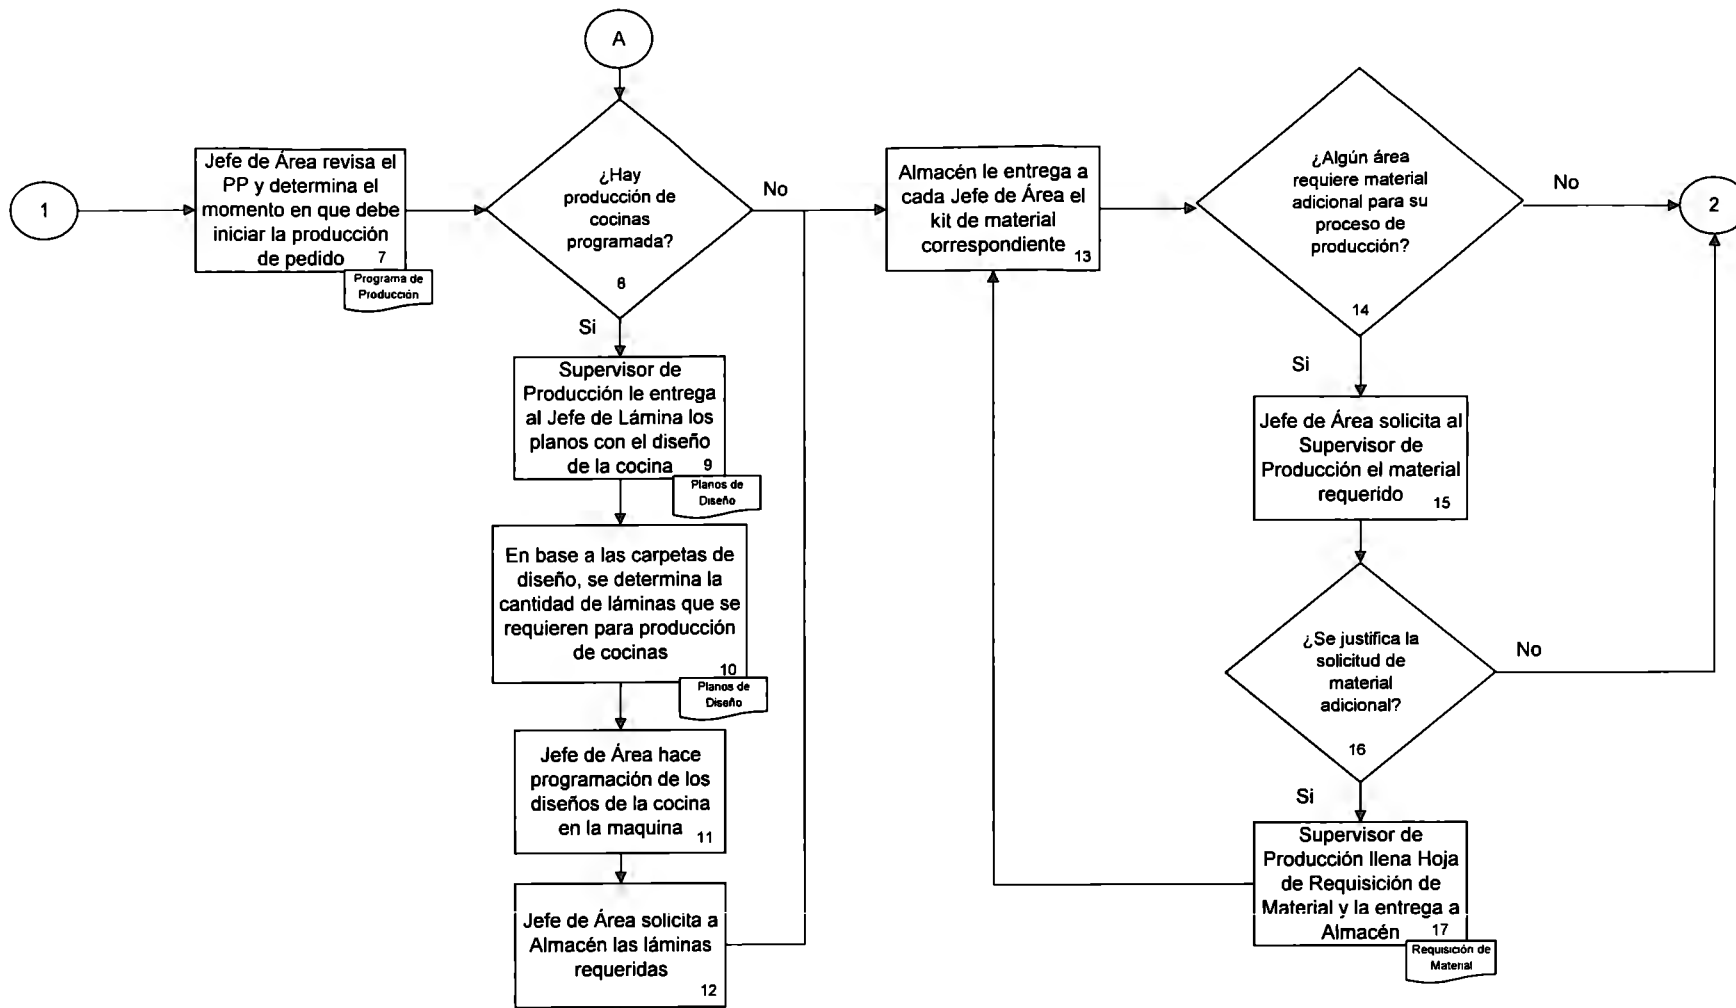 A
1
Jefe de Área revisa el
PP y determina el
momento en que debe
iniciar la producción
de pedido
7
Programa de
Producción
¿Hay
producción de
cocinas
programada?
8
No
Si
Supervisor de
Producción le entrega
al Jefe de Lámina los
planos con el diseño
de la cocina
9
Planos de
Diseño
En base a las carpetas de
diseño, se determina la
cantidad de láminas que se
requieren para producción
de cocinas
10
Planos de
Diseño
Jefe de Área hace
programación de los
diseños de la cocina
en la maquina
11
Jefe de Área solicita a
Almacén las láminas
requeridas
12
Almacén le entrega a
cada Jefe de Área el
kit de material
correspondiente
13
¿Algún área
requiere material
adicional para su
proceso de
producción?
14
No
2
Si
Jefe de Área solicita al
Supervisor de
Producción el material
requerido
15
¿Se justifica la
solicitud de
material
adicional?
16
No
Si
Supervisor de
Producción llena Hoja
de Requisición de
Material y la entrega a
Almacén
17
Requisición de
Material